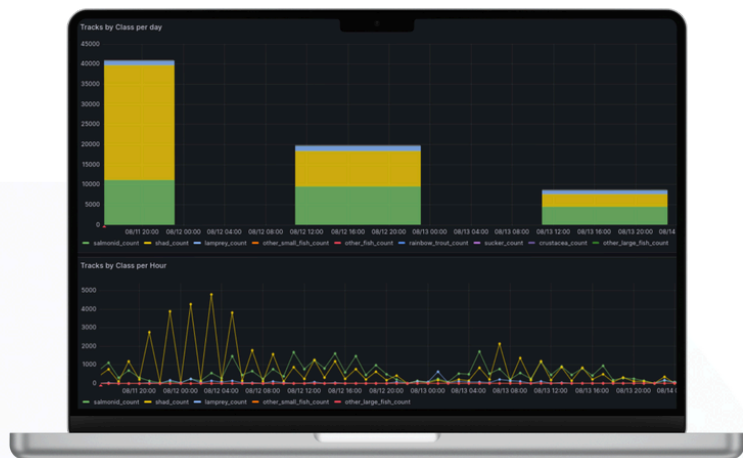 Tracks by Class per day
45000
40000
35000
30000
25000
20000
15000
10000
5000
0
08/11 20:00 08/12 00:00 08/12 04:00 08/12 08:00 08/12 12:00 08/12 16:00 08/12 20:00 08/13 00:00 08/13 04:00 08/13 08:00 08/13 12:00 08/13 16:00 08/13 20:00 08/14
salmonid_count shad_count lamprey_count other_small_fish_count other_fish_count rainbow_trout_count sucker_count crustacea_count other_large_fish_count
Tracks by Class per Hour
5000
4000
3000
2000
1000
0
08/11 20:00 08/12 00:00 08/12 04:00 08/12 08:00 08/12 12:00 08/12 16:00 08/12 20:00 08/13 00:00 08/13 04:00 08/13 08:00 08/13 12:00 08/13 16:00 08/13 20:00 08/14 0
salmonid_count shad_count lamprey_count other_small_fish_count other_large_fish_count